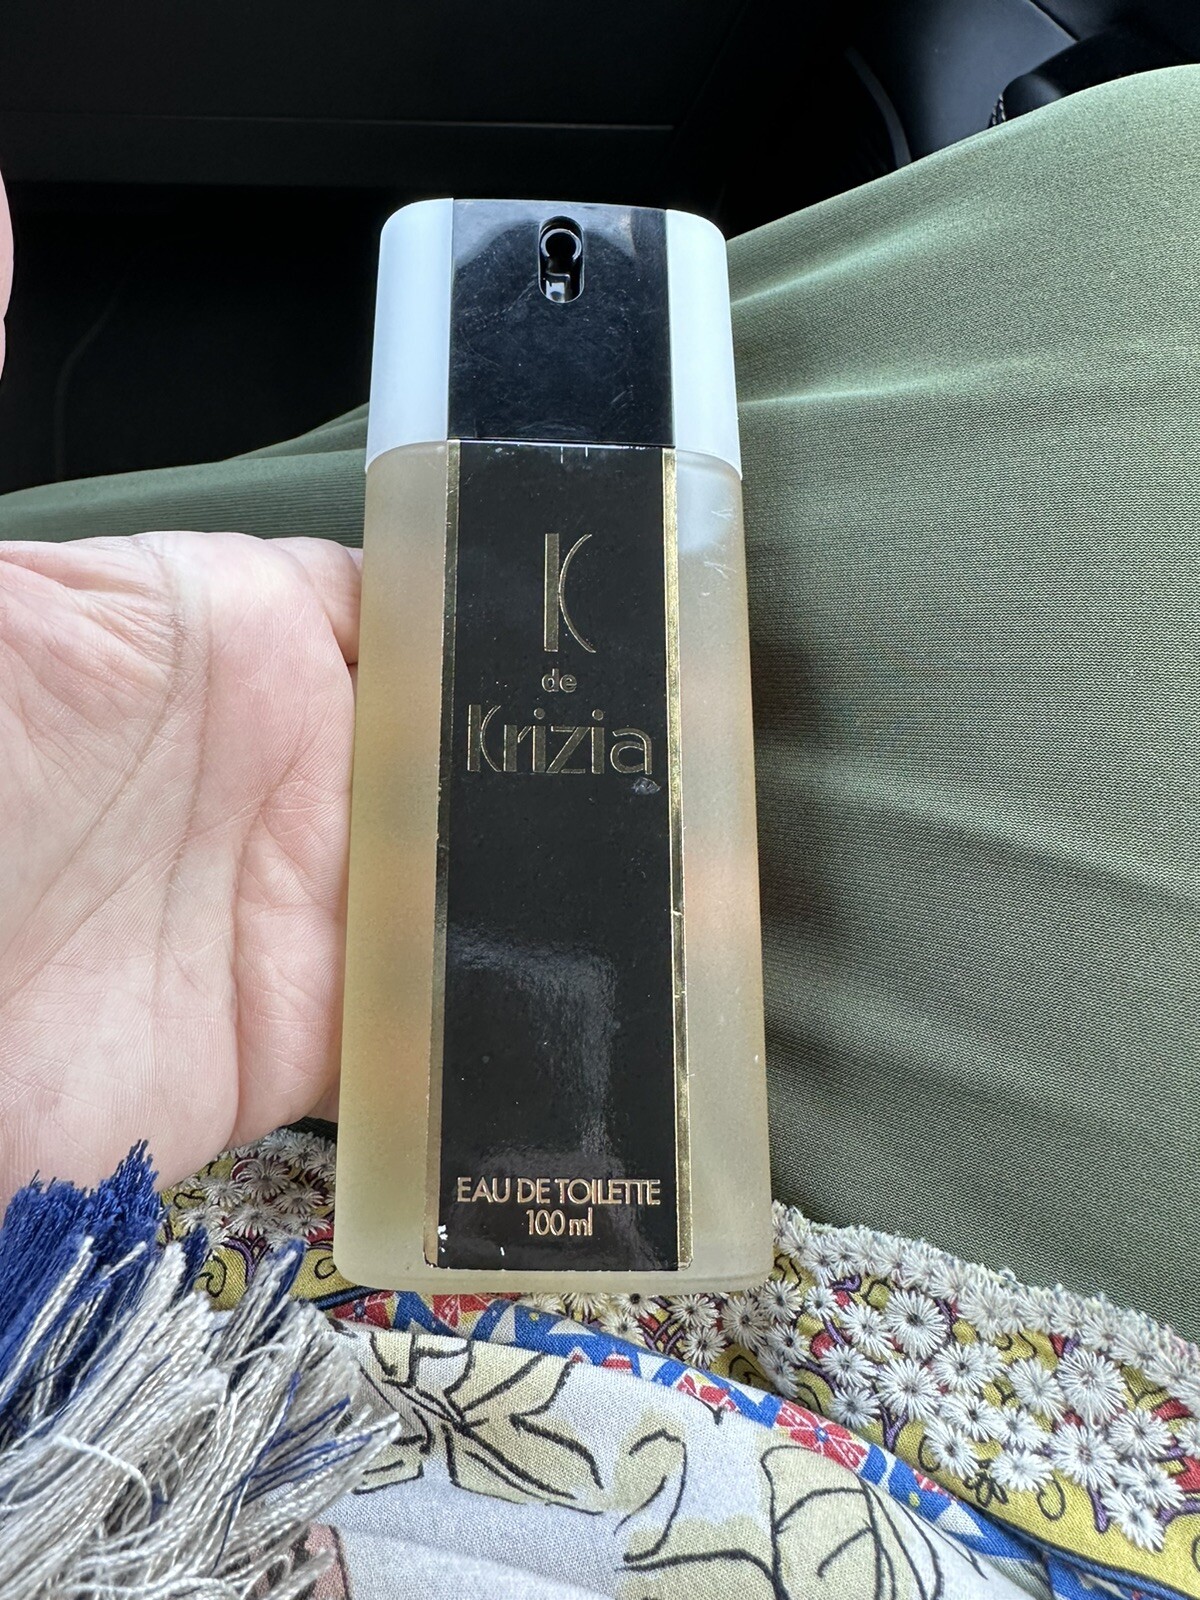 K
de
Krizia
EAU DE TOILETTE
100 ml